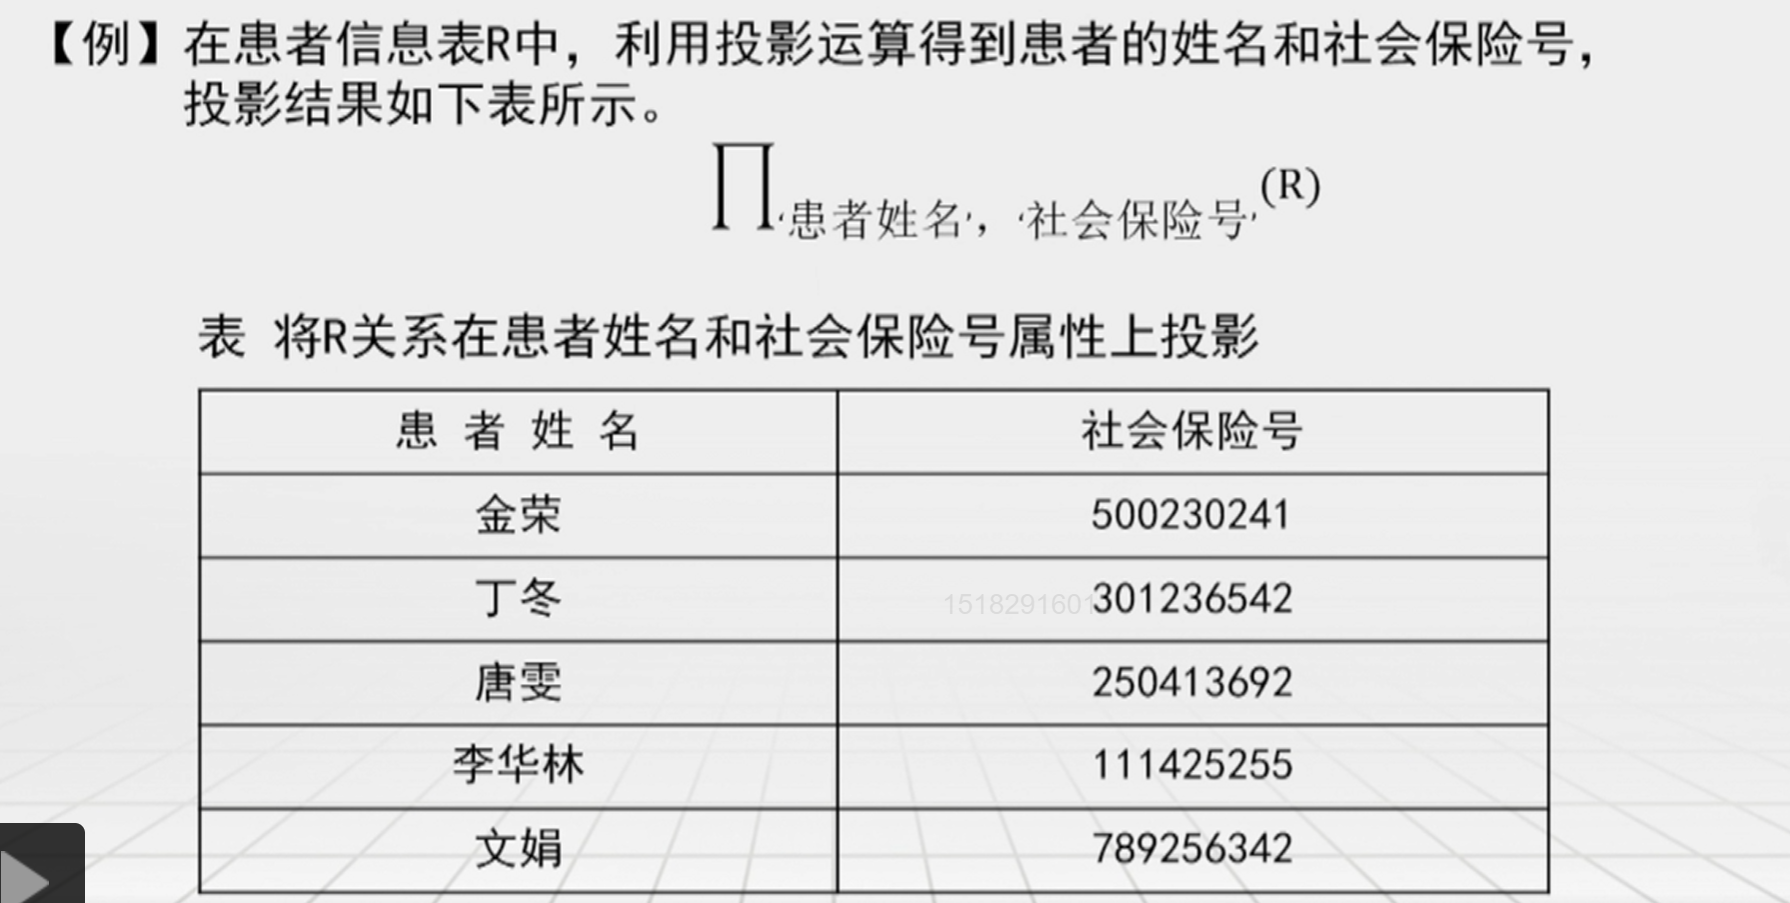 【例】在患者信息表R中，利用投影运算得到患者的姓名和社会保险号，
投影结果如下表所示。
∏‘患者姓名’，‘社会保险号’(R)
表 将R关系在患者姓名和社会保险号属性上投影
患者姓名 社会保险号
金荣 500230241
丁冬 301236542
唐雯 250413692
李华林 111425255
文娟 789256342